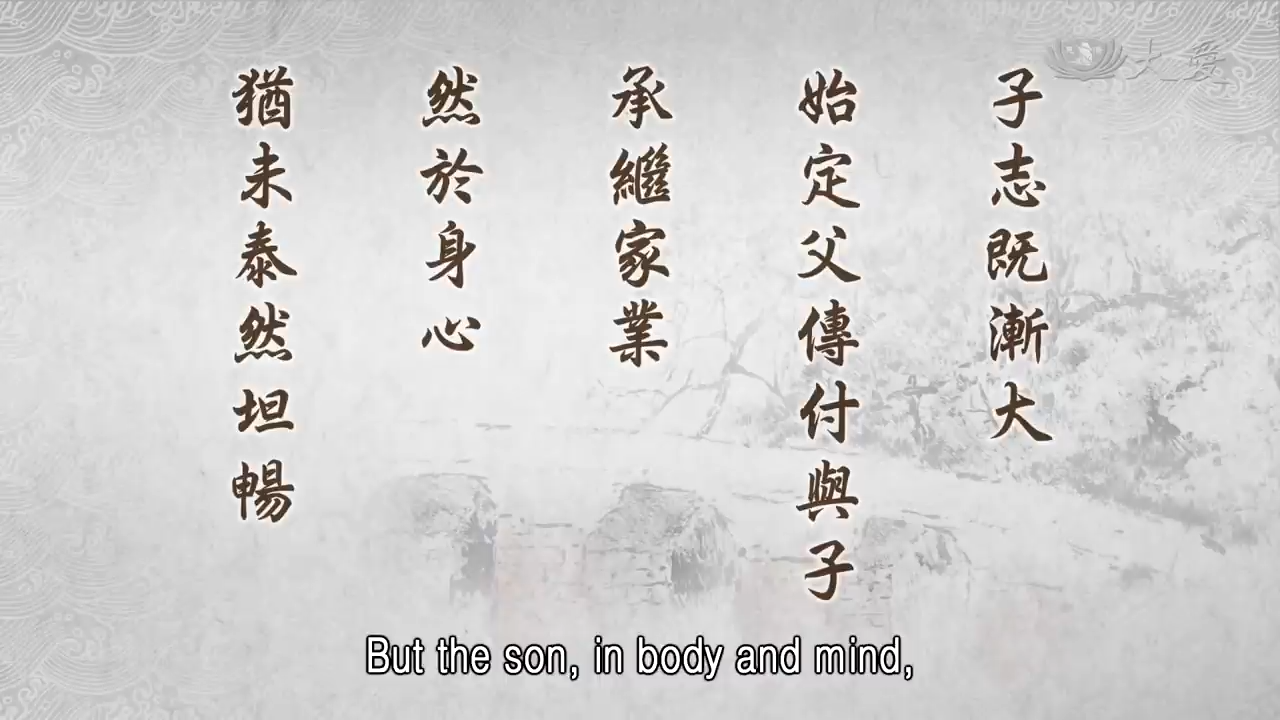 大愛
子志既漸大
始定父傳付與子
承繼家業
然於身心
猶未泰然坦暢
But the son, in body and mind,